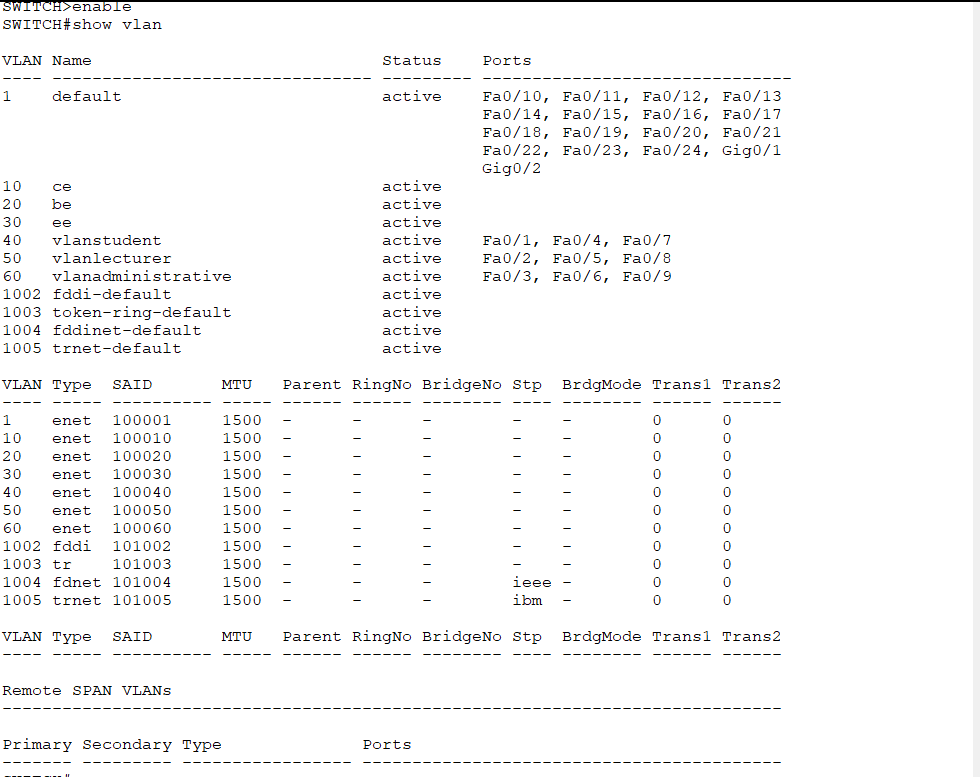 SWITCH>enable
SWITCH#show vlan
VLAN Name                             Status    Ports
---- -------------------------------- --------- -------------------------------
1    default                          active    Fa0/10, Fa0/11, Fa0/12, Fa0/13
                                                Fa0/14, Fa0/15, Fa0/16, Fa0/17
                                                Fa0/18, Fa0/19, Fa0/20, Fa0/21
                                                Fa0/22, Fa0/23, Fa0/24, Gig0/1
                                                Gig0/2
10   ce                               active
20   be                               active
30   ee                               active
40   vlanstudent                      active    Fa0/1, Fa0/4, Fa0/7
50   vlanlecturer                     active    Fa0/2, Fa0/5, Fa0/8
60   vlanadministrative               active    Fa0/3, Fa0/6, Fa0/9
1002 fddi-default                     active
1003 token-ring-default               active
1004 fddinet-default                  active
1005 trnet-default                    active
VLAN Type  SAID       MTU   Parent RingNo BridgeNo Stp  BrdgMode Trans1 Trans2
---- ----- ---------- ----- ------ ------ -------- ---- -------- ------ ------
1    enet  100001     1500  -      -      -        -    -        0      0
10   enet  100010     1500  -      -      -        -    -        0      0
20   enet  100020     1500  -      -      -        -    -        0      0
30   enet  100030     1500  -      -      -        -    -        0      0
40   enet  100040     1500  -      -      -        -    -        0      0
50   enet  100050     1500  -      -      -        -    -        0      0
60   enet  100060     1500  -      -      -        -    -        0      0
1002 fddi  101002     1500  -      -      -        -    -        0      0
1003 tr    101003     1500  -      -      -        -    -        0      0
1004 fdnet 101004     1500  -      -      -        ieee -        0      0
1005 trnet 101005     1500  -      -      -        ibm  -        0      0
VLAN Type  SAID       MTU   Parent RingNo BridgeNo Stp  BrdgMode Trans1 Trans2
---- ----- ---------- ----- ------ ------ -------- ---- -------- ------ ------
Remote SPAN VLANs
------------------------------------------------------------------------------
Primary Secondary Type              Ports
------- --------- ----------------- ------------------------------------------